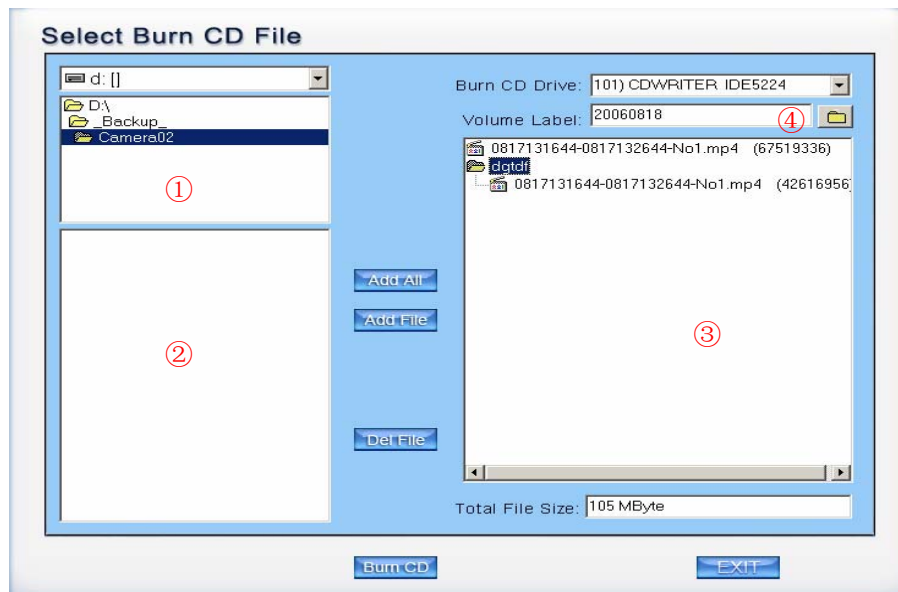 Select Burn CD File
d: []
D:\
_Backup_
Camera02
①
②
Add All
Add File
Del File
Burn CD Drive: 101) CDWRITER IDE5224
Volume Label: 20060818 ④
0817131644-0817132644-No1.mp4 (67519336)
dgtdf
0817131644-0817132644-No1.mp4 (42616956
③
Total File Size: 105 MByte
Burn CD
EXIT